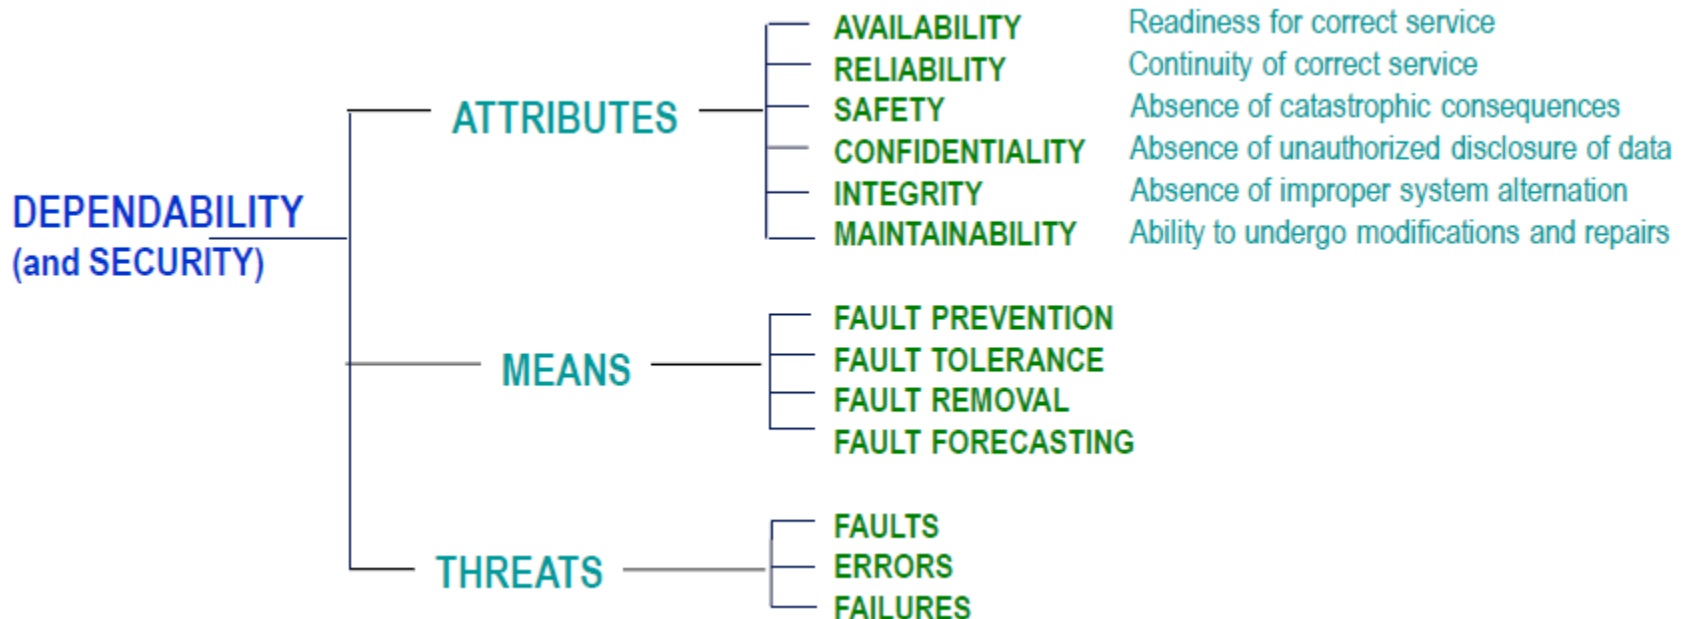 DEPENDABILITY
(and SECURITY)
ATTRIBUTES
AVAILABILITY Readiness for correct service
RELIABILITY Continuity of correct service
SAFETY Absence of catastrophic consequences
CONFIDENTIALITY Absence of unauthorized disclosure of data
INTEGRITY Absence of improper system alternation
MAINTAINABILITY Ability to undergo modifications and repairs
MEANS
FAULT PREVENTION
FAULT TOLERANCE
FAULT REMOVAL
FAULT FORECASTING
THREATS
FAULTS
ERRORS
FAILURES